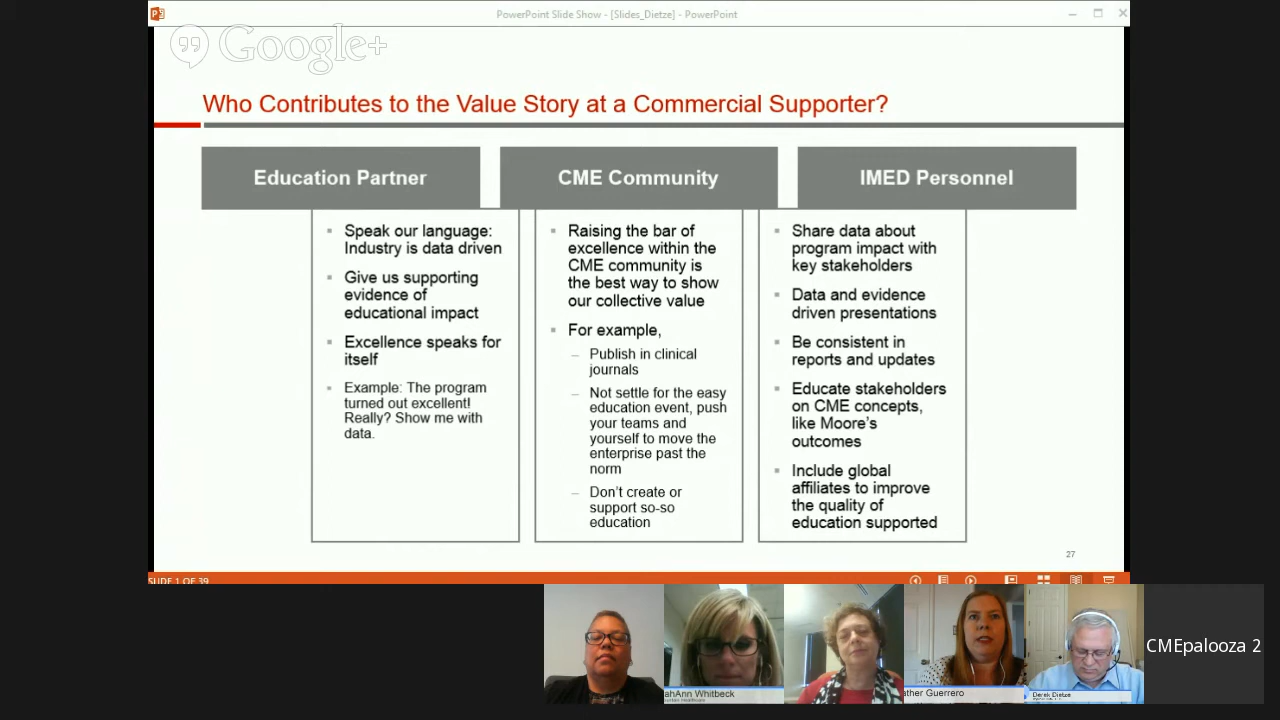 PowerPoint Slide Show - [Slides_Dietze] - PowerPoint
Google+
Who Contributes to the Value Story at a Commercial Supporter?
Education Partner
Speak our language:
Industry is data driven
Give us supporting
evidence of
educational impact
Excellence speaks for
itself
Example: The program
turned out excellent!
Really? Show me with
data.
CME Community
Raising the bar of
excellence within the
CME community is
the best way to show
our collective value
For example,
– Publish in clinical
journals
– Not settle for the easy
education event, push
your teams and
yourself to move the
enterprise past the
norm
– Don't create or
support so-so
education
IMED Personnel
Share data about
program impact with
key stakeholders
Data and evidence
driven presentations
Be consistent in
reports and updates
Educate stakeholders
on CME concepts,
like Moore's
outcomes
Include global
affiliates to improve
the quality of
education supported
27
SLIDE 1 OF 39
ahAnn Whitbeck
ather Guerrero
Derek Dietze
CMEpalooza 2